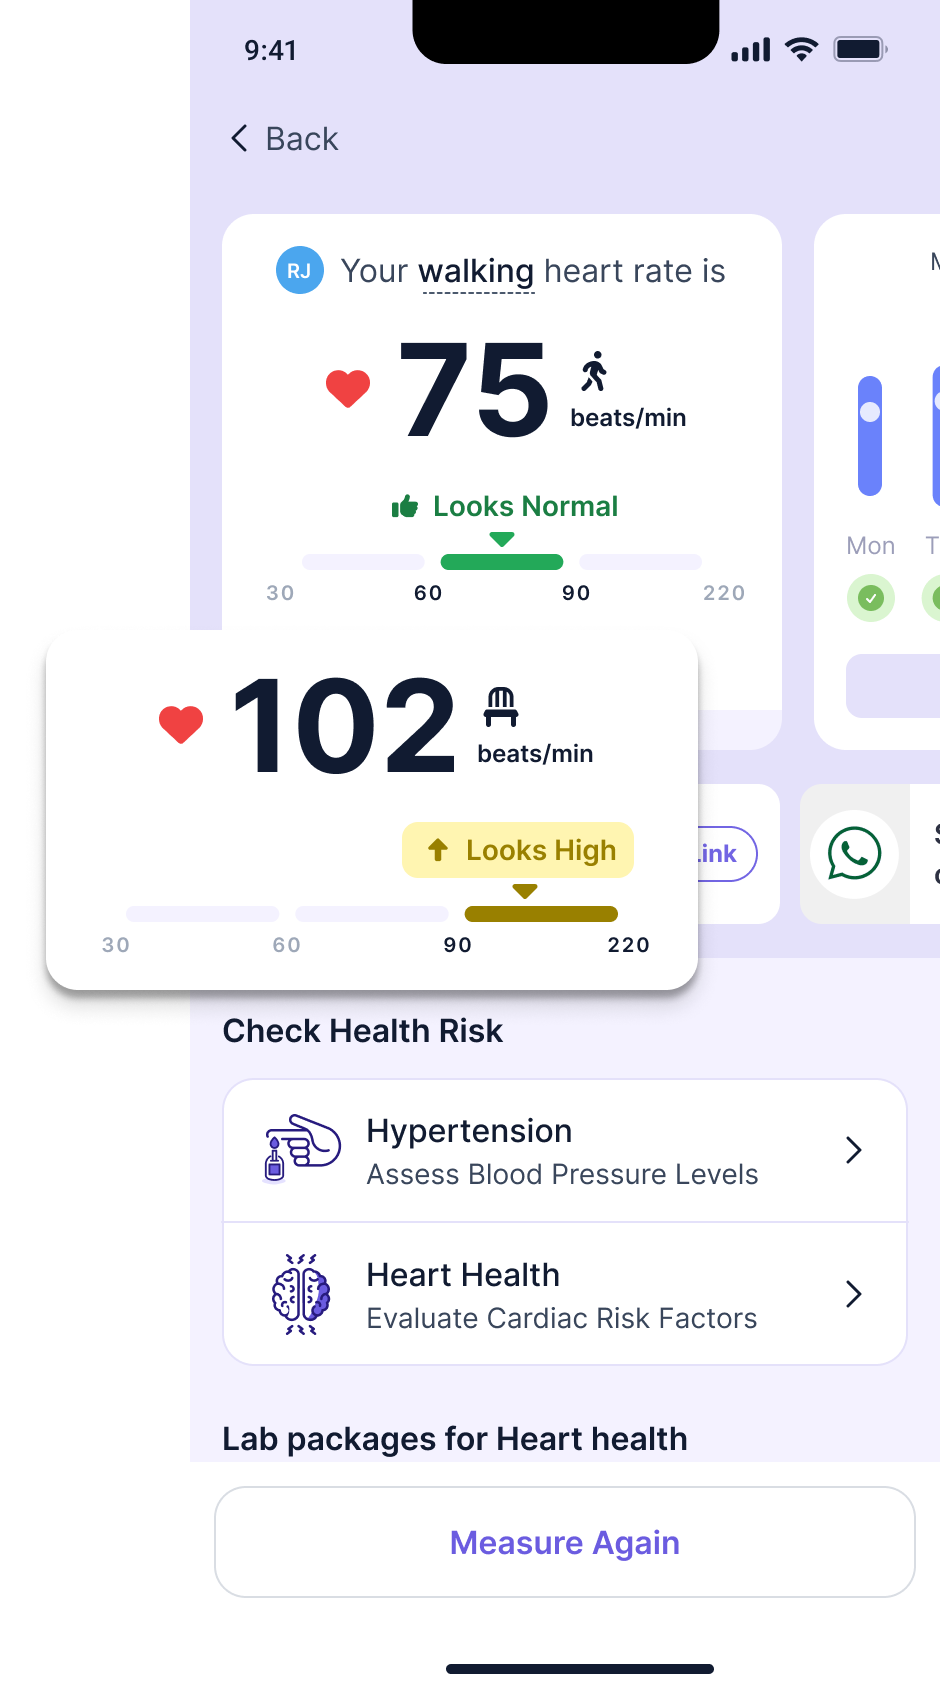 9:41
Back
RJ
Your walking heart rate is
75
beats/min
Looks Normal
30 60 90 220
Mon
102
beats/min
Looks High
30 60 90 220
Link
Check Health Risk
Hypertension
Assess Blood Pressure Levels
Heart Health
Evaluate Cardiac Risk Factors
Lab packages for Heart health
Measure Again